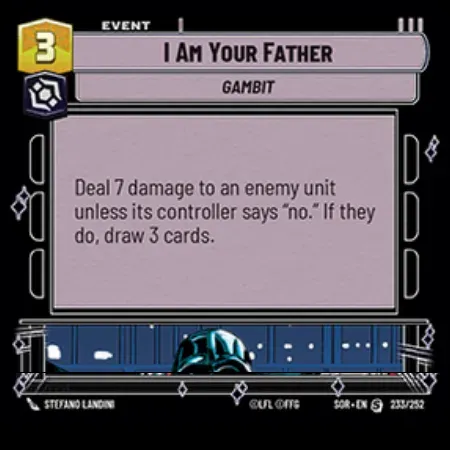 EVENT
3
I AM YOUR FATHER
GAMBIT
Deal 7 damage to an enemy unit
unless its controller says “no.” If they
do, draw 3 cards.
STEFANO LANDINI
©LFL ©FFG
SOR • EN
233/252